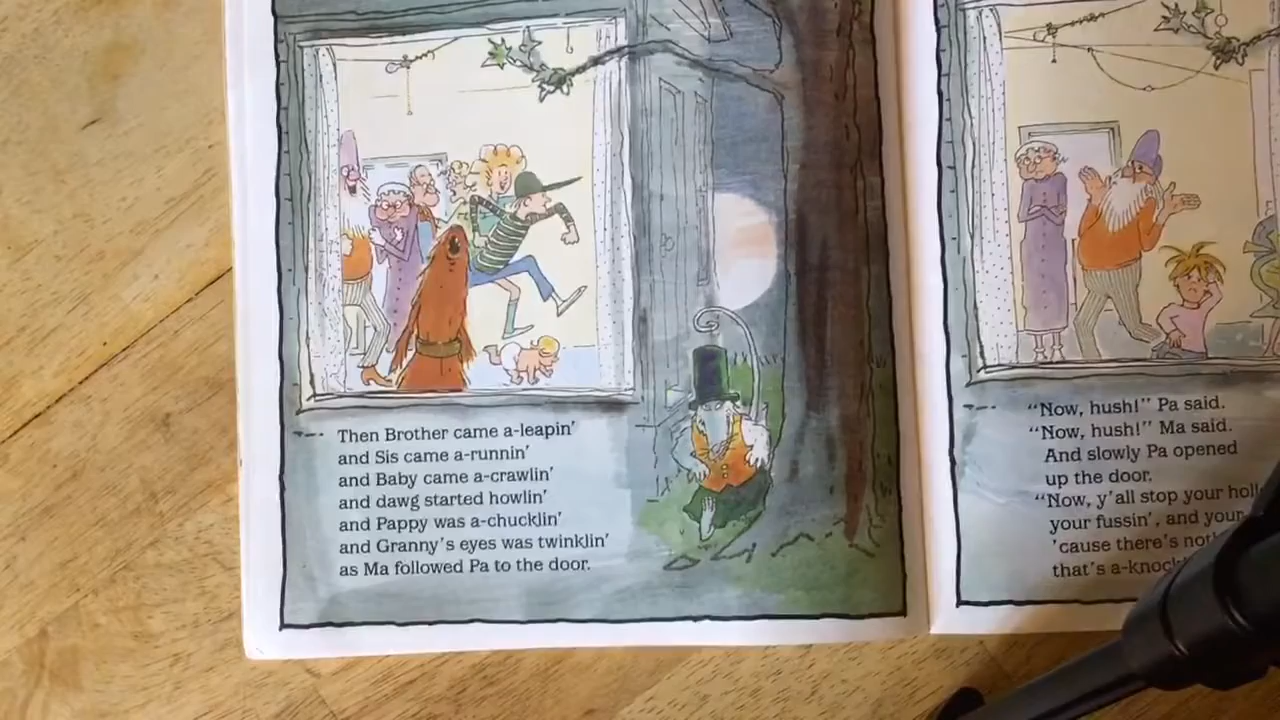 Then Brother came a-leapin'
and Sis came a-runnin'
and Baby came a-crawlin'
and dawg started howlin'
and Pappy was a-chucklin'
and Granny's eyes was twinklin'
as Ma followed Pa to the door.
“Now, hush!” Pa said.
“Now, hush!” Ma said.
And slowly Pa opened
up the door.
“Now, y'all stop your
your fussin', and your
'cause there's
that's